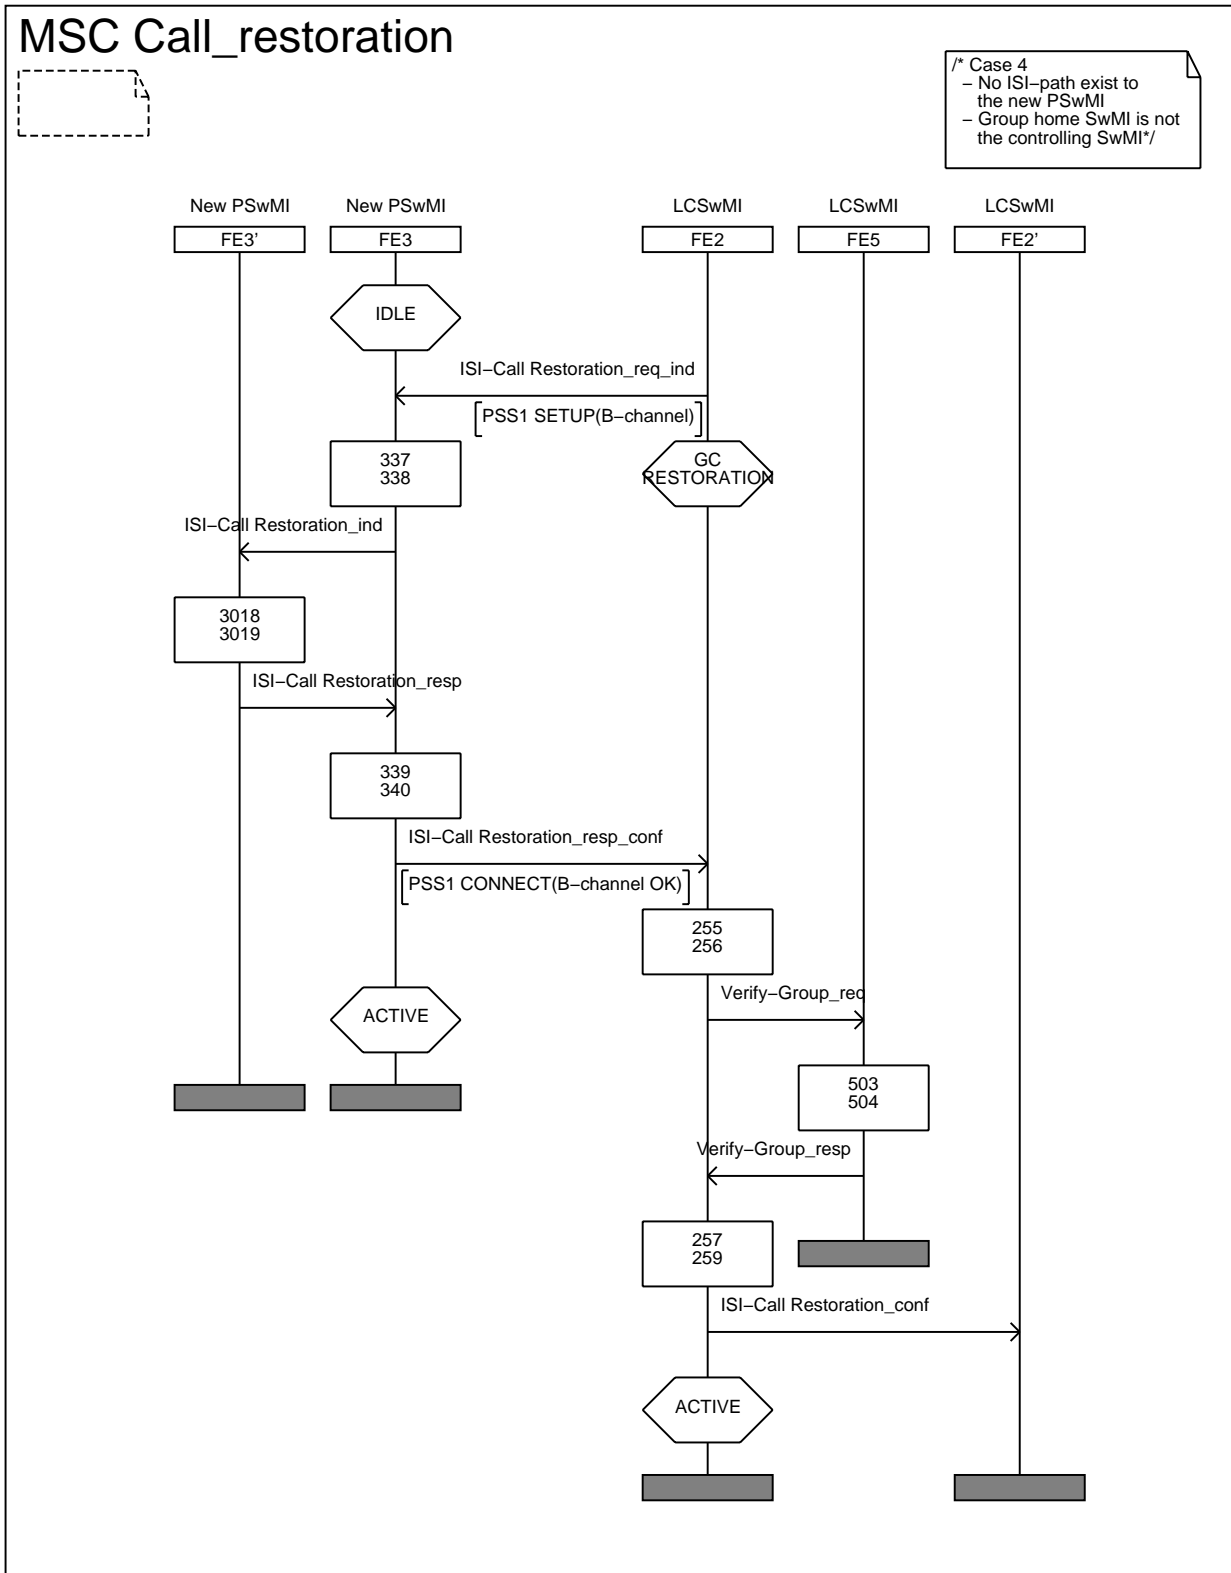 MSC Call_restoration
/* Case 4
– No ISI–path exist to
the new PSwMI
– Group home SwMI is not
the controlling SwMI*/
New PSwMI
New PSwMI
LCSwMI
LCSwMI
LCSwMI
FE3'
FE3
FE2
FE5
FE2'
IDLE
ISI–Call Restoration_req_ind
PSS1 SETUP(B–channel)
337
338
GC
RESTORATION
ISI–Call Restoration_ind
3018
3019
ISI–Call Restoration_resp
339
340
ISI–Call Restoration_resp_conf
PSS1 CONNECT(B–channel OK)
255
256
Verify–Group_req
ACTIVE
503
504
Verify–Group_resp
257
259
ISI–Call Restoration_conf
ACTIVE